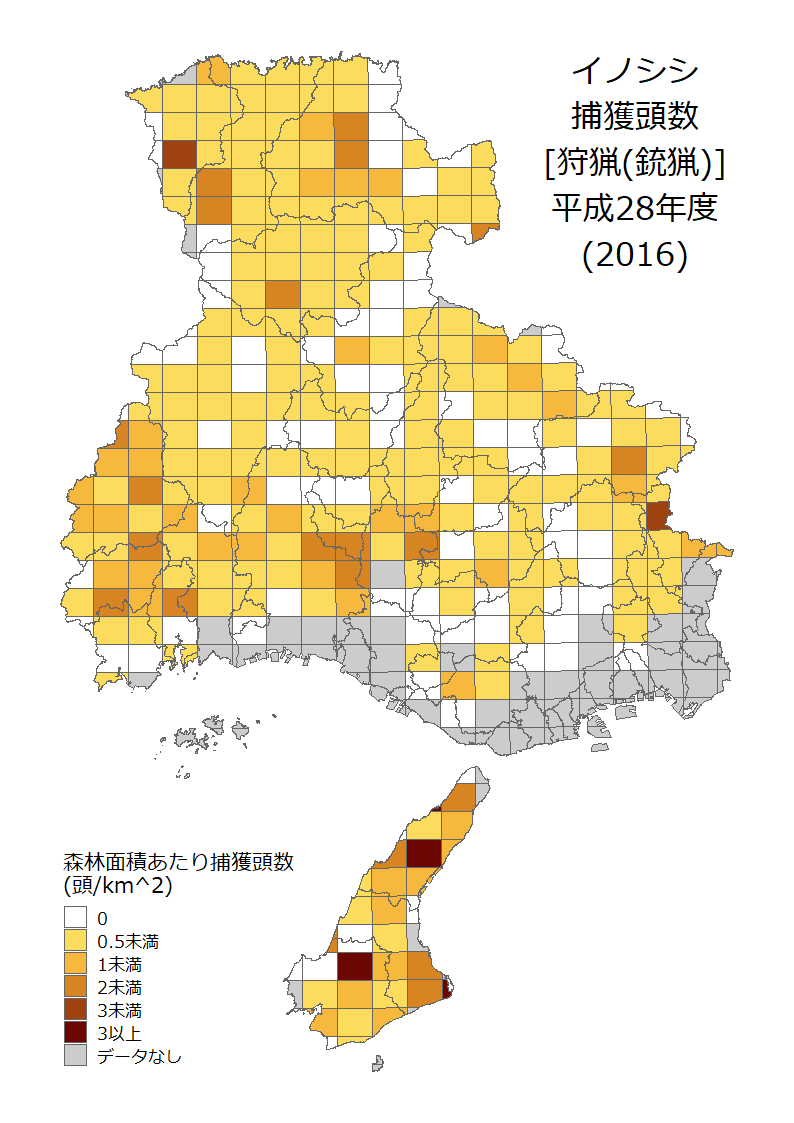 イノシシ
捕獲頭数
[狩猟(銃猟)]
平成28年度
(2016)
森林面積あたり捕獲頭数
(頭/km^2)
0
0.5未満
1未満
2未満
3未満
3以上
データなし